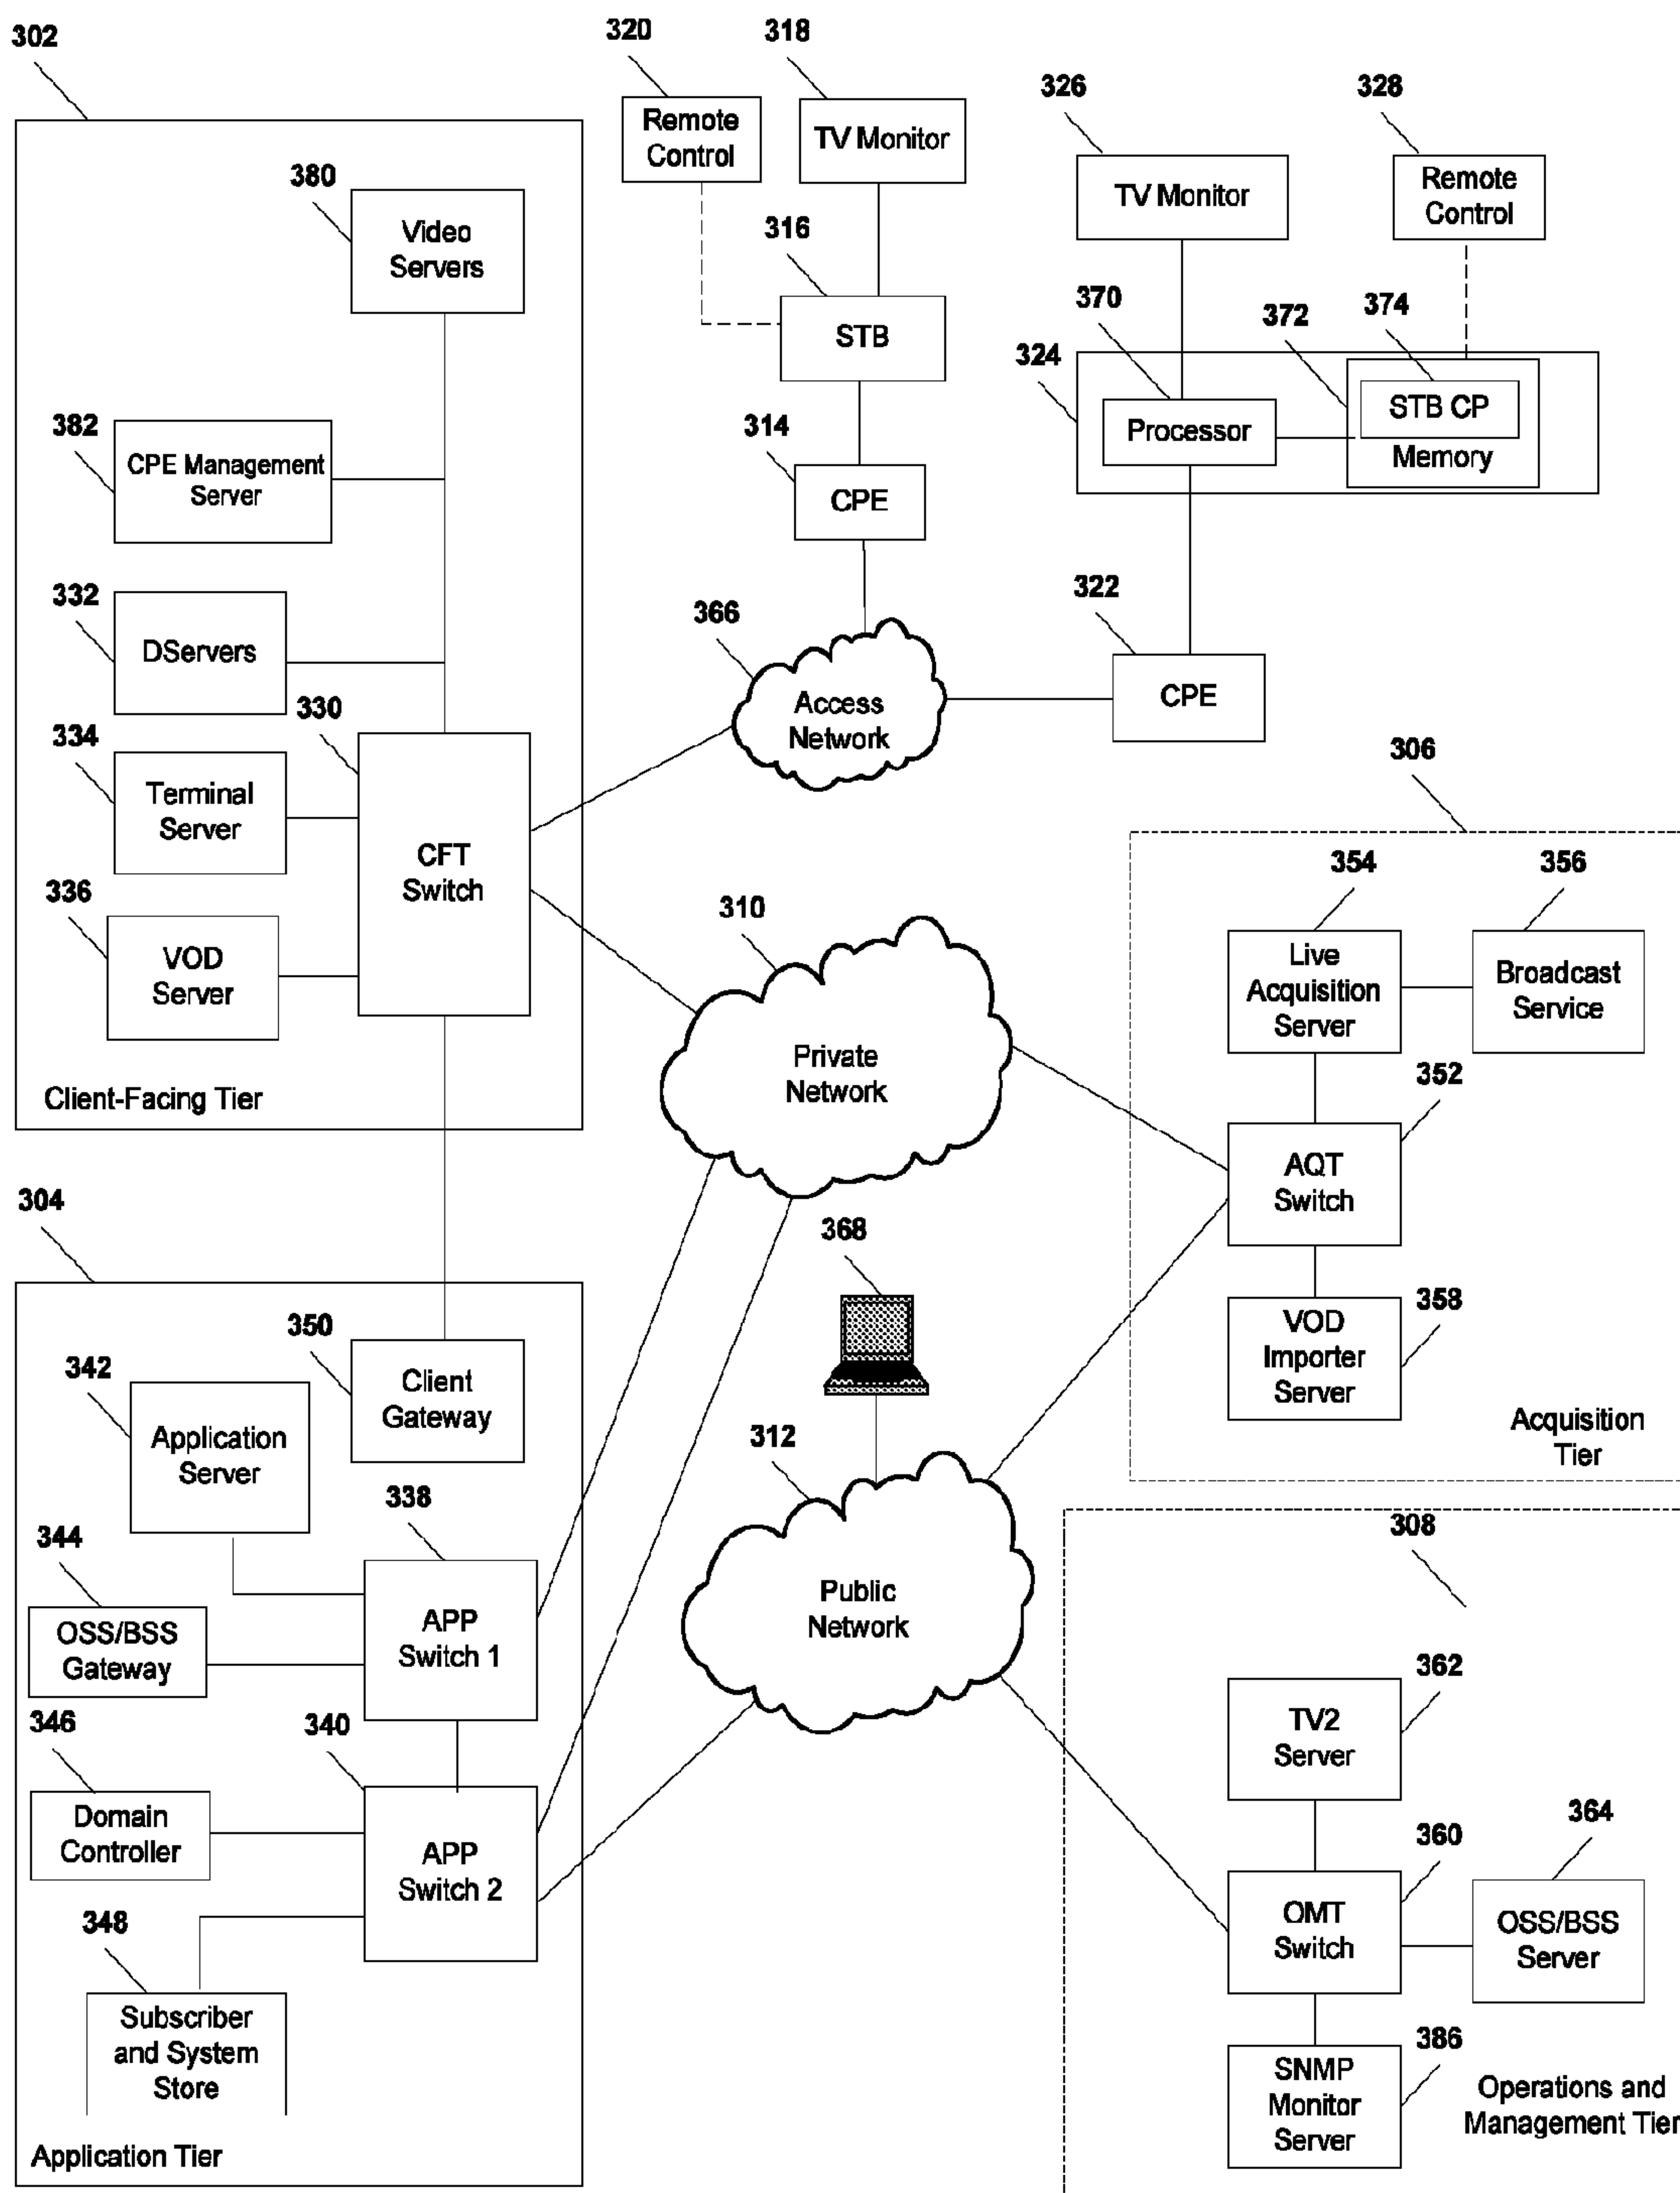 302
320
318
326
328
Remote
Control
TV Monitor
TV Monitor
Remote
Control
380
Video
Servers
316
STB
370
372
374
324
Processor
STB CP
Memory
382
CPE Management
Server
314
CPE
332
DServers
366
322
Access
Network
CPE
330
334
Terminal
Server
CFT
Switch
336
VOD
Server
Client-Facing Tier
306
354
356
Live
Acquisition
Server
Broadcast
Service
310
Private
Network
352
AQT
Switch
358
VOD
Importer
Server
Acquisition
Tier
304
368
350
Client
Gateway
342
Application
Server
312
Public
Network
338
344
OSS/BSS
Gateway
APP
Switch 1
346
340
Domain
Controller
APP
Switch 2
348
Subscriber
and System
Store
Application Tier
308
362
TV2
Server
360
364
OMT
Switch
OSS/BSS
Server
386
SNMP
Monitor
Server
Operations and
Management Tier